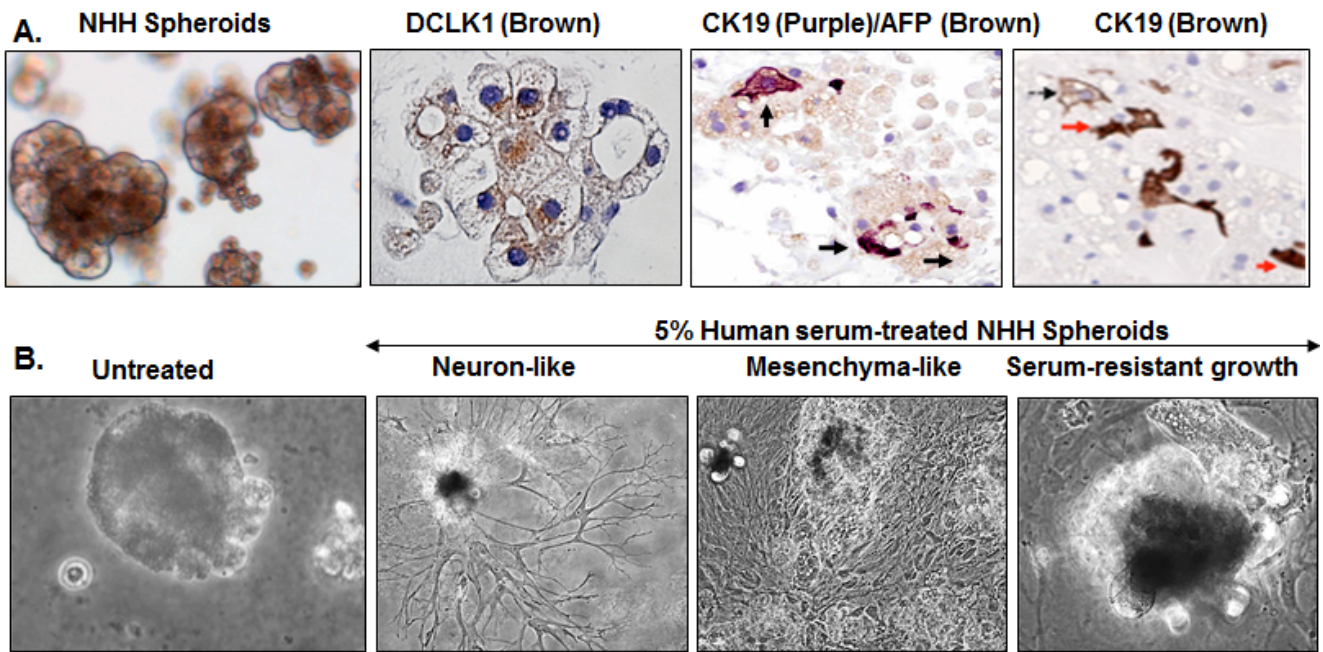 A.
NHH Spheroids
DCLK1 (Brown)
CK19 (Purple)/AFP (Brown)
CK19 (Brown)
5% Human serum-treated NHH Spheroids
B.
Untreated
Neuron-like
Mesenchyma-like
Serum-resistant growth